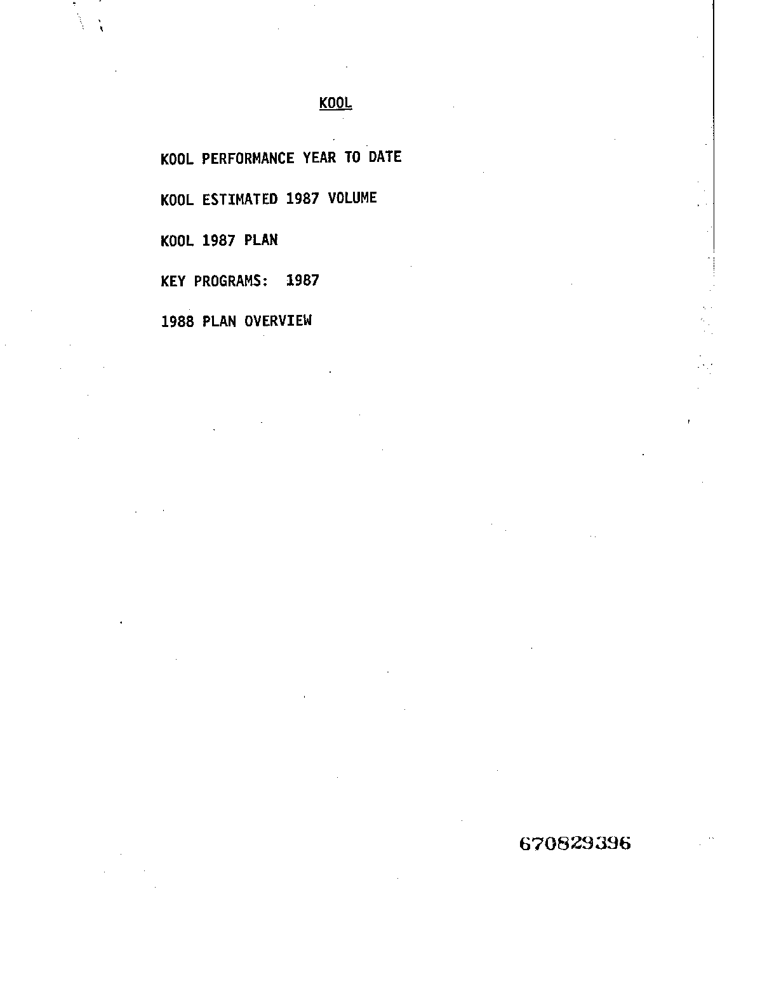 KOOL
KOOL PERFORMANCE YEAR TO DATE
KOOL ESTIMATED 1987 VOLUME
KOOL 1987 PLAN
KEY PROGRAMS: 1987
1988 PLAN OVERVIEW
670829396